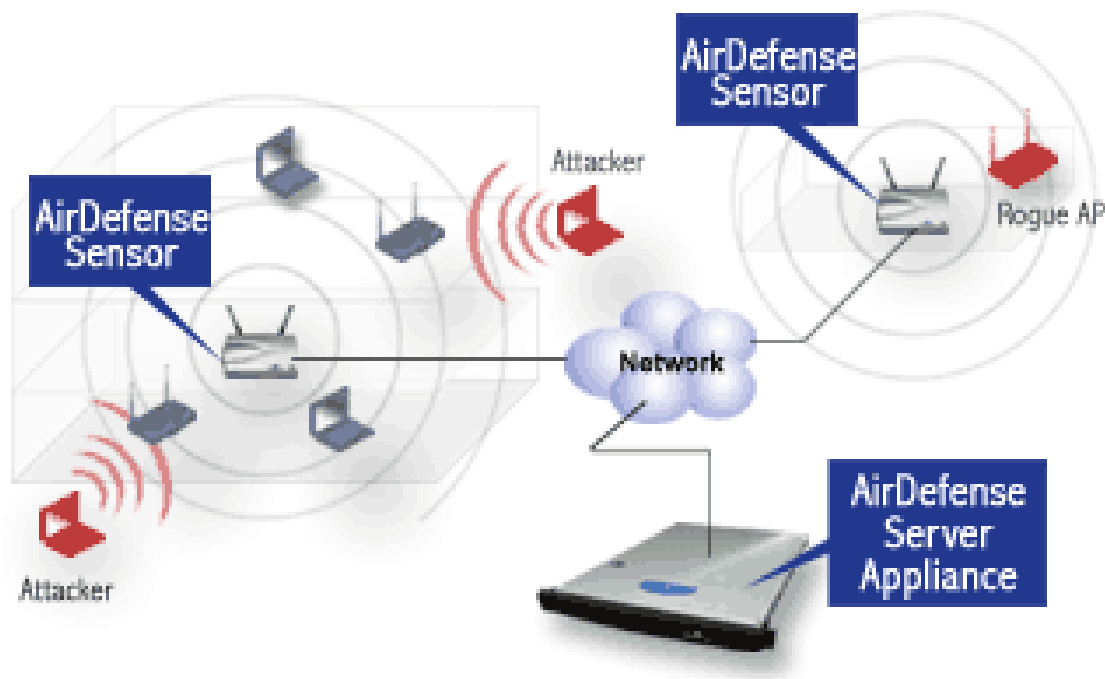 AirDefense
Sensor
Attacker
Rogue AP
AirDefense
Sensor
Network
AirDefense
Server
Appliance
Attacker